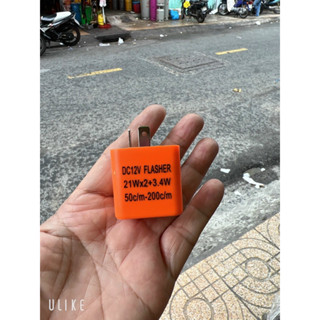 DC12V FLASHER
21Wx2+3.4W
50c/m-200c/m
ULIKE